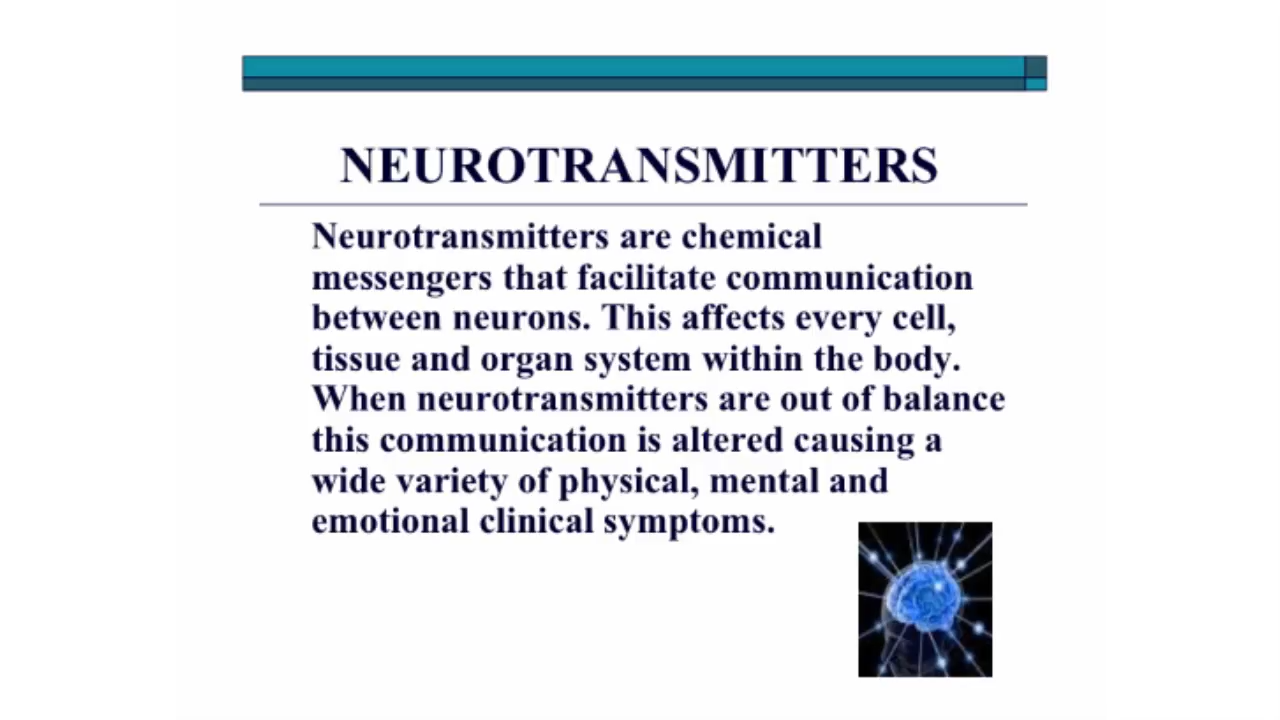 NEUROTRANSMITTERS
Neurotransmitters are chemical
messengers that facilitate communication
between neurons. This affects every cell,
tissue and organ system within the body.
When neurotransmitters are out of balance
this communication is altered causing a
wide variety of physical, mental and
emotional clinical symptoms.